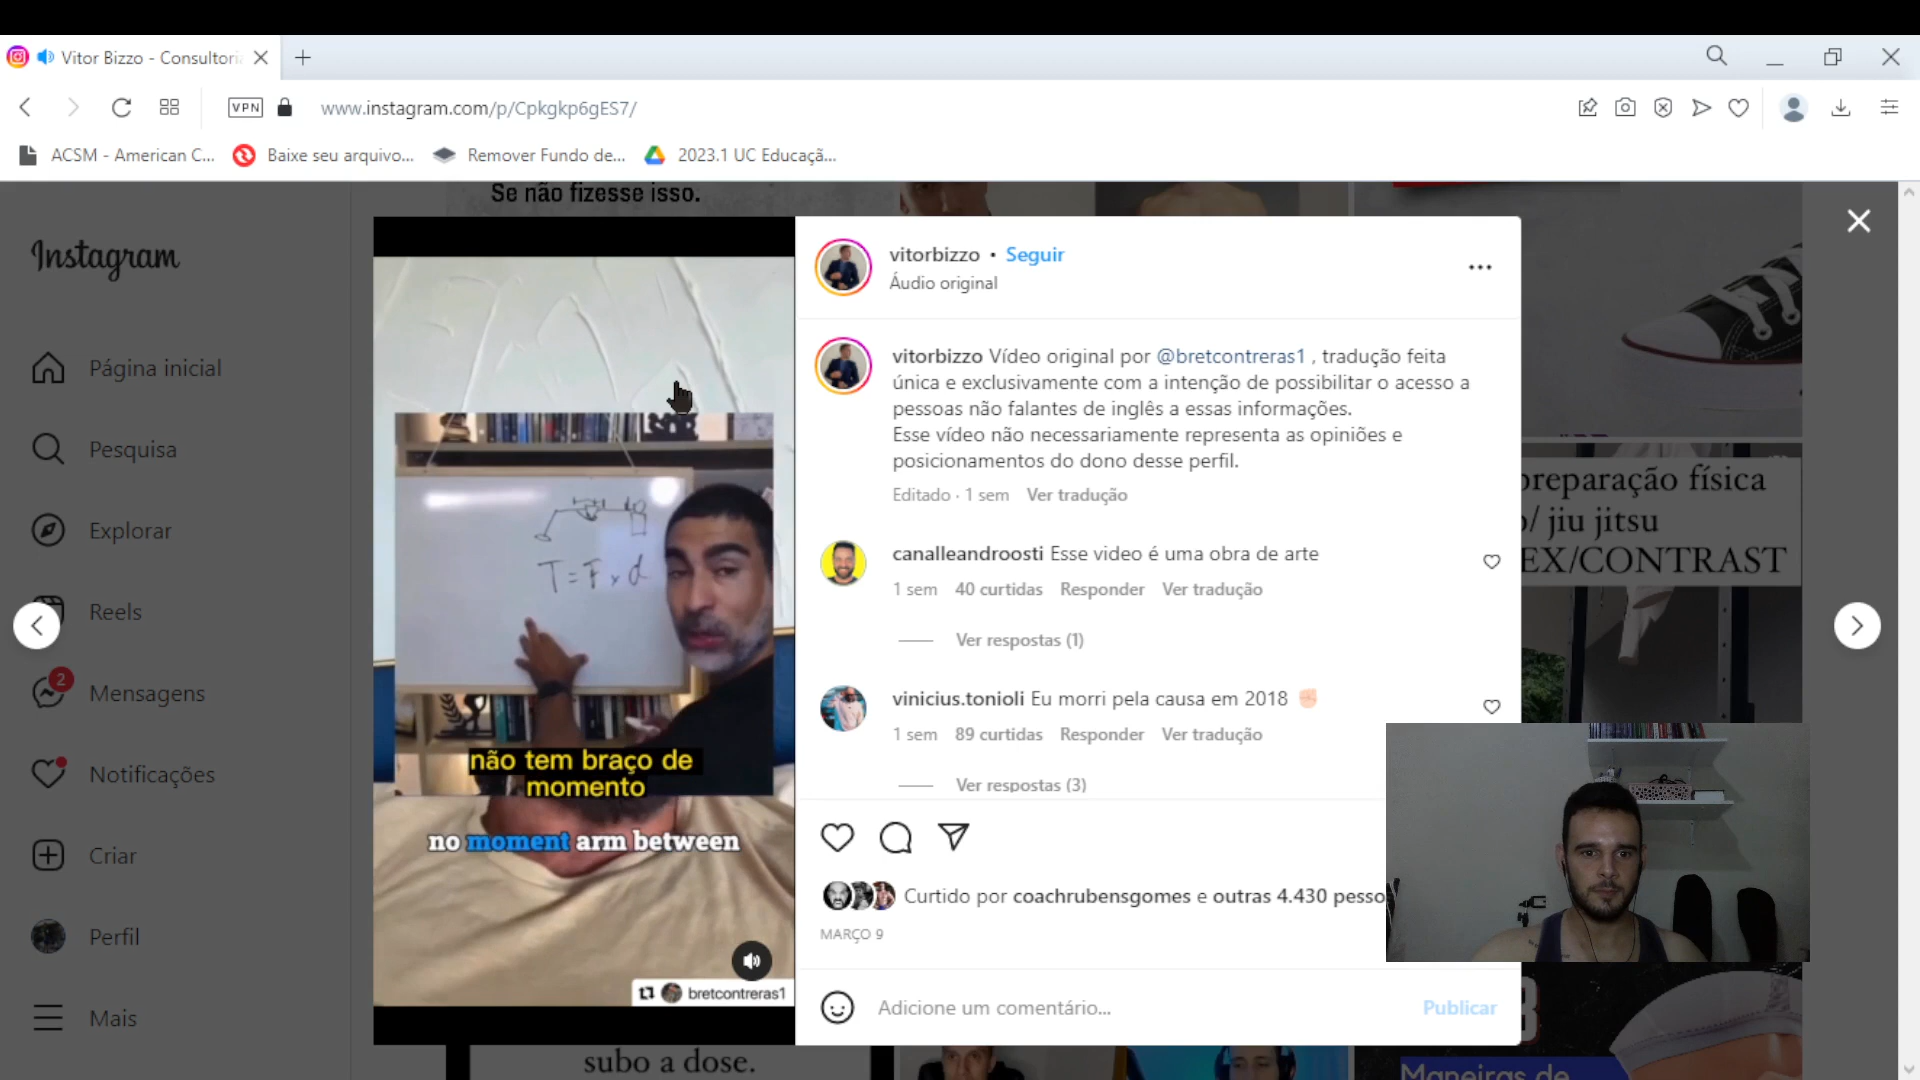 Vitor Bizzo - Consultori
VPN
www.instagram.com/p/Cpkgkp6gES7/
ACSM - American C...
Baixe seu arquivo...
Remover Fundo de...
2023.1 UC Educaçã...
Se não fizesse isso.
Instagram
Página inicial
Pesquisa
Explorar
Reels
2
Mensagens
Notificações
Criar
Perfil
Mais
T=F x d
não tem braço de
momento
no moment arm between
bretcontreras1
subo a dose.
vitorbizzo • Seguir
Áudio original
vitorbizzo Vídeo original por @bretcontreras1 , tradução feita
única e exclusivamente com a intenção de possibilitar o acesso a
pessoas não falantes de inglês a essas informações.
Esse vídeo não necessariamente representa as opiniões e
posicionamentos do dono desse perfil.
Editado · 1 sem Ver tradução
canalleandroosti Esse video é uma obra de arte
1 sem 40 curtidas Responder Ver tradução
Ver respostas (1)
vinicius.tonioli Eu morri pela causa em 2018 ✊🏻
1 sem 89 curtidas Responder Ver tradução
Ver respostas (3)
Curtido por coachrubensgomes e outras 4.430 pesso
MARÇO 9
Adicione um comentário...
Publicar
preparação física
o/ jiu jitsu
EX/CONTRAST
Maneiras de